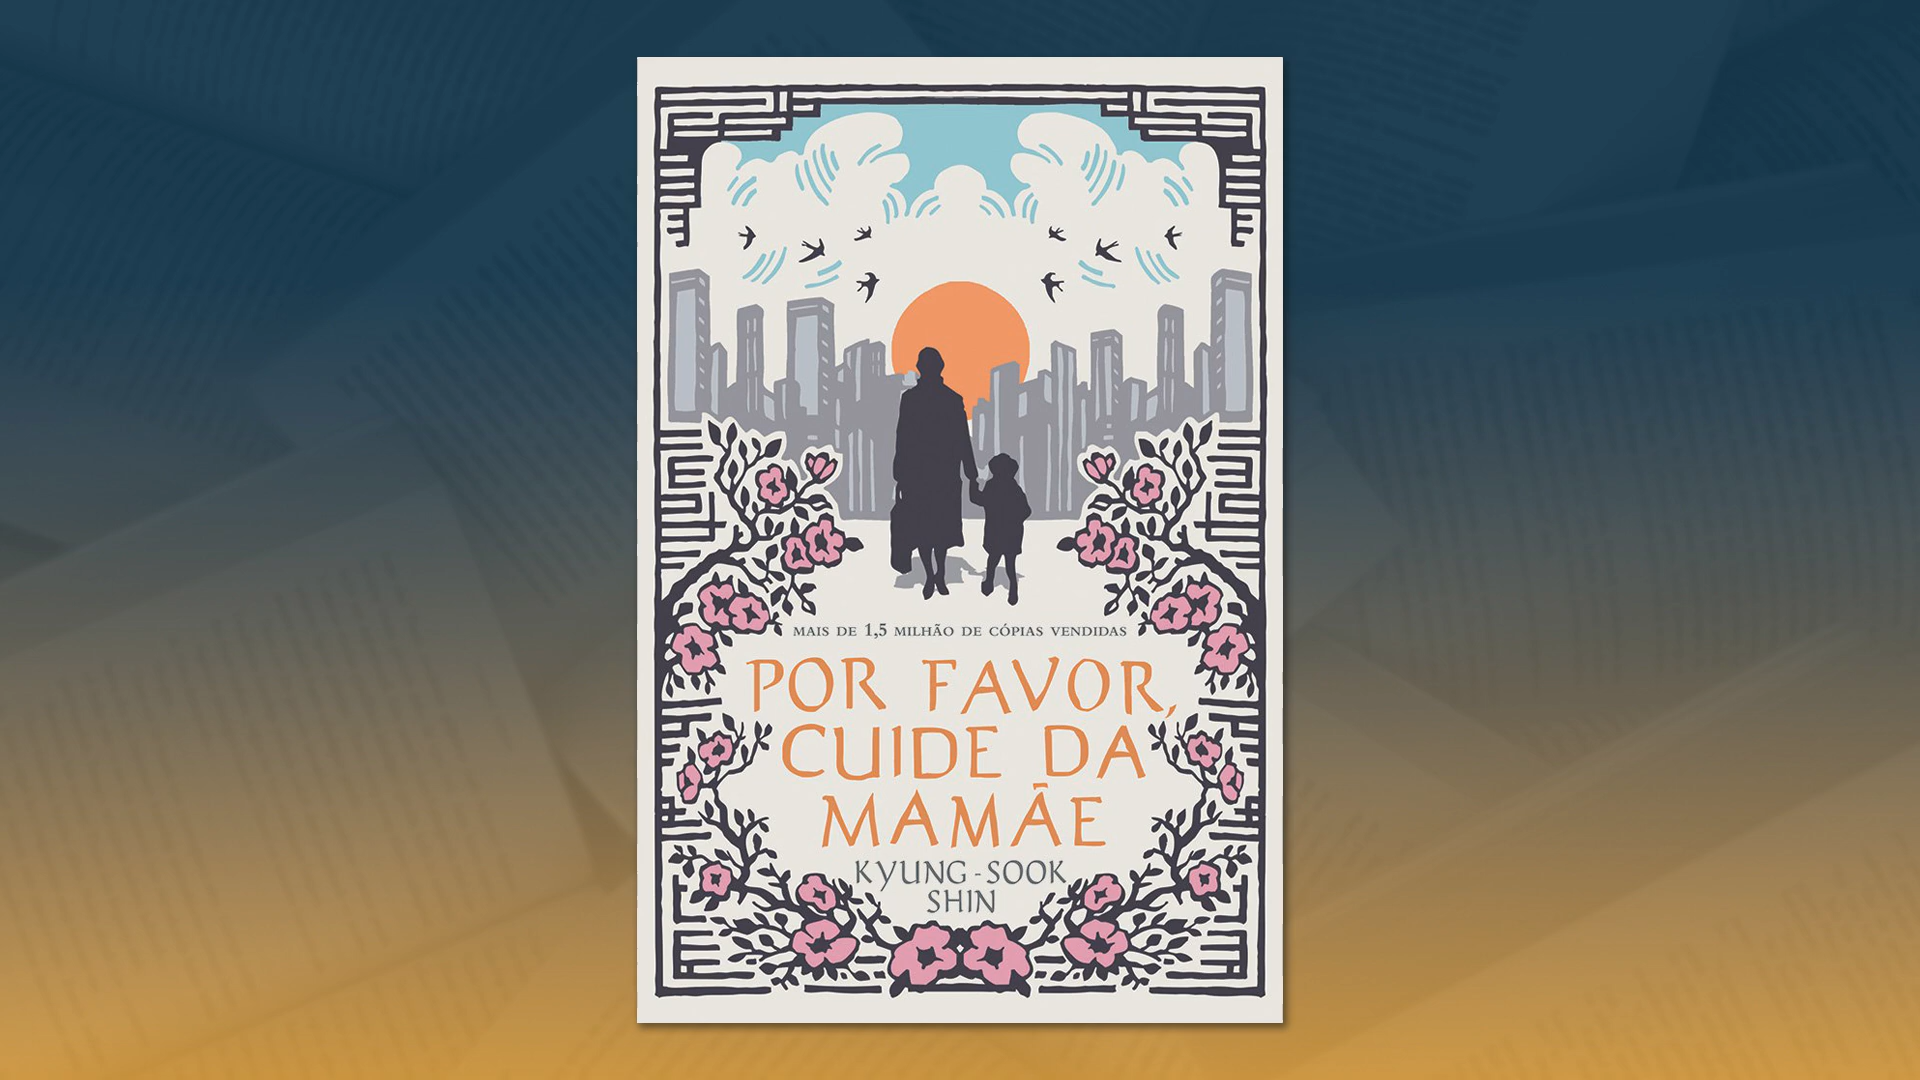 MAIS DE 1,5 MILHÃO DE CÓPIAS VENDIDAS
POR FAVOR,
CUIDE DA
MAMÃE
KYUNG-SOOK
SHIN